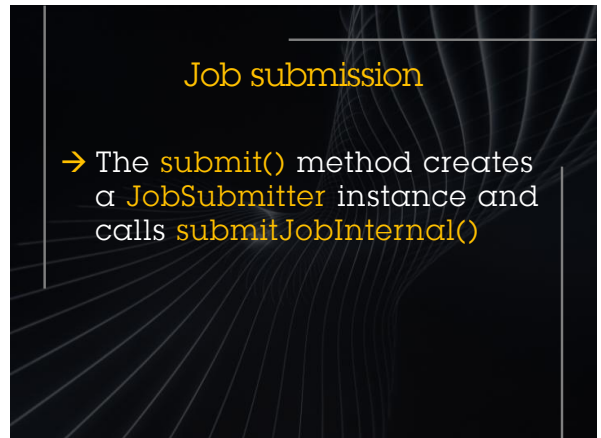 Job submission
→ The submit() method creates
a JobSubmitter instance and
calls submitJobInternal()